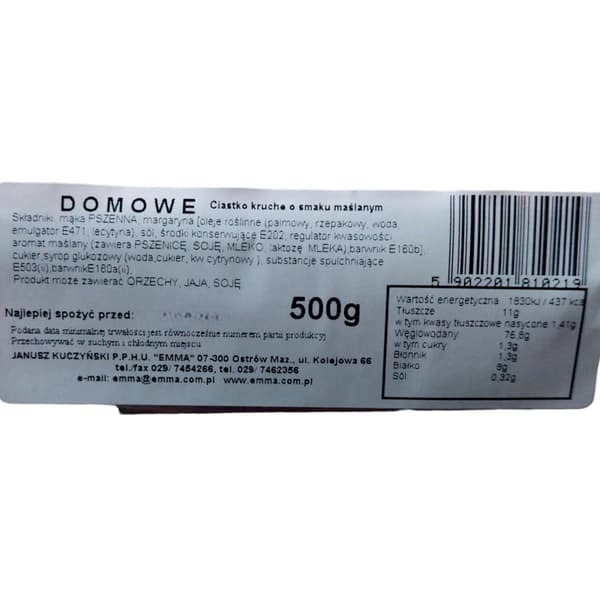 DOMOWE Ciastko kruche o smaku maślanym
Składniki: mąka PSZENNA, margaryna [oleje roślinne (palmowy, rzepakowy, woda,
emulgator E471, lecytyna), sól, środki konserwujące E202, regulator kwasowości
aromat maślany (zawiera PSZENICĘ, SOJĘ, MLEKO, laktozę MLEKA),barwnik E160b],
cukier,syrop glukozowy (woda,cukier, kw cytrynowy ), substancje spulchniające
E503(ii),barwnikE160a(ii),
Produkt może zawierać ORZECHY, JAJA, SOJĘ
Najlepiej spożyć przed:
500g
Podana data minimalnej trwałości jest równocześnie numerem partii produkcyj
Przechowywać w suchym i chłodnym miejscu
JANUSZ KUCZYŃSKI P.P.H.U. "EMMA" 07-300 Ostrów Maz., ul. Kolejowa 66
tel./fax 029/ 7454266, tel. 029/ 7462356
e-mail: emma@emma.com.pl www.emma.com.pl
5 902201 810219
Wartość energetyczna 1830kJ / 437 kca
Tłuszcze 11g
w tym kwasy tłuszczowe nasycone 1,41g
Węglowodany 76,8g
w tym cukry 1,3g
Błonnik 1,3g
Białko 8g
Sól 0,32g